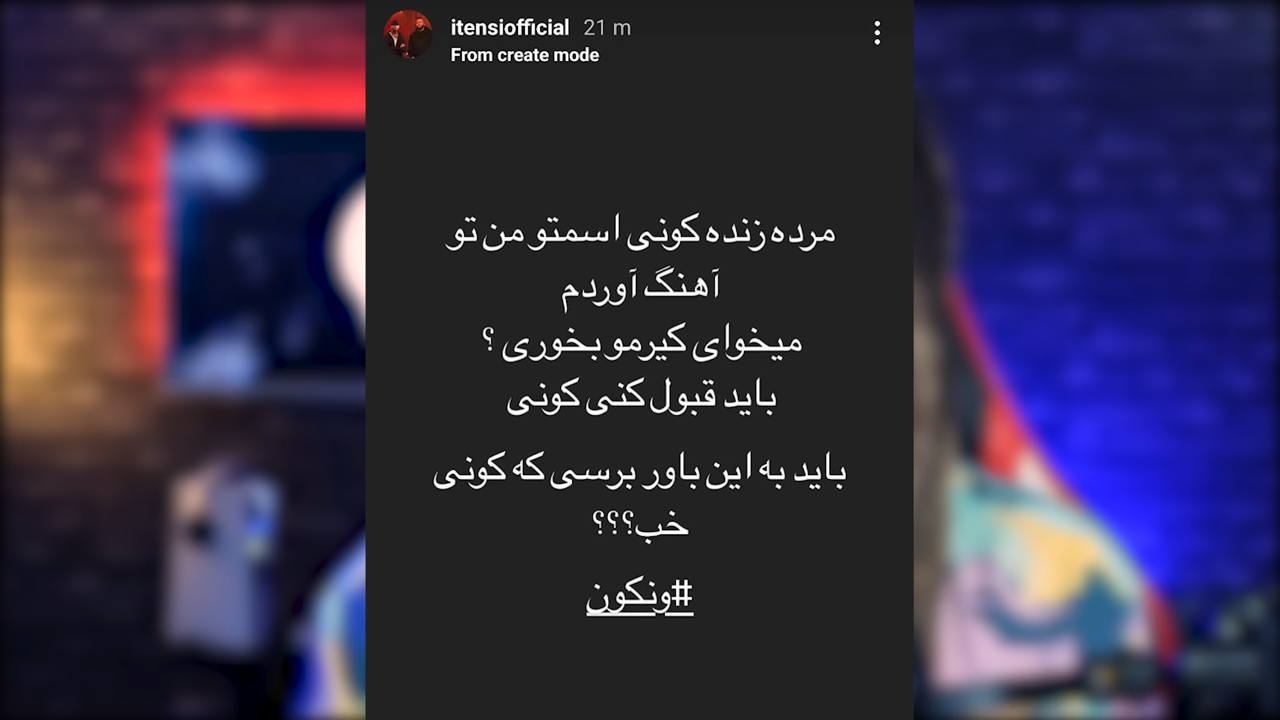 itensiofficial 21 m
From create mode
مرده زنده کونی اسمتو من تو
آهنگ آوردم
میخوای کیرمو بخوری ؟
باید قبول کنی کونی
باید به این باور برسی که کونی
خب؟؟؟
#ونکون